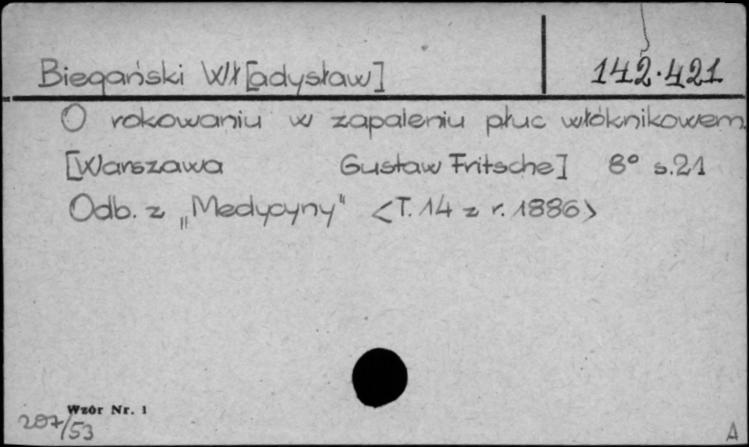 Biegański Wł[adysław] 142.421
O rokowaniu w zapaleniu płuc włóknikowem
[Warszawa Gustaw Fritsche] 8° s.21
Odb. z „Medycyny" <T. 14 z r. 1886>
Wzór Nr. 1
207/53
A